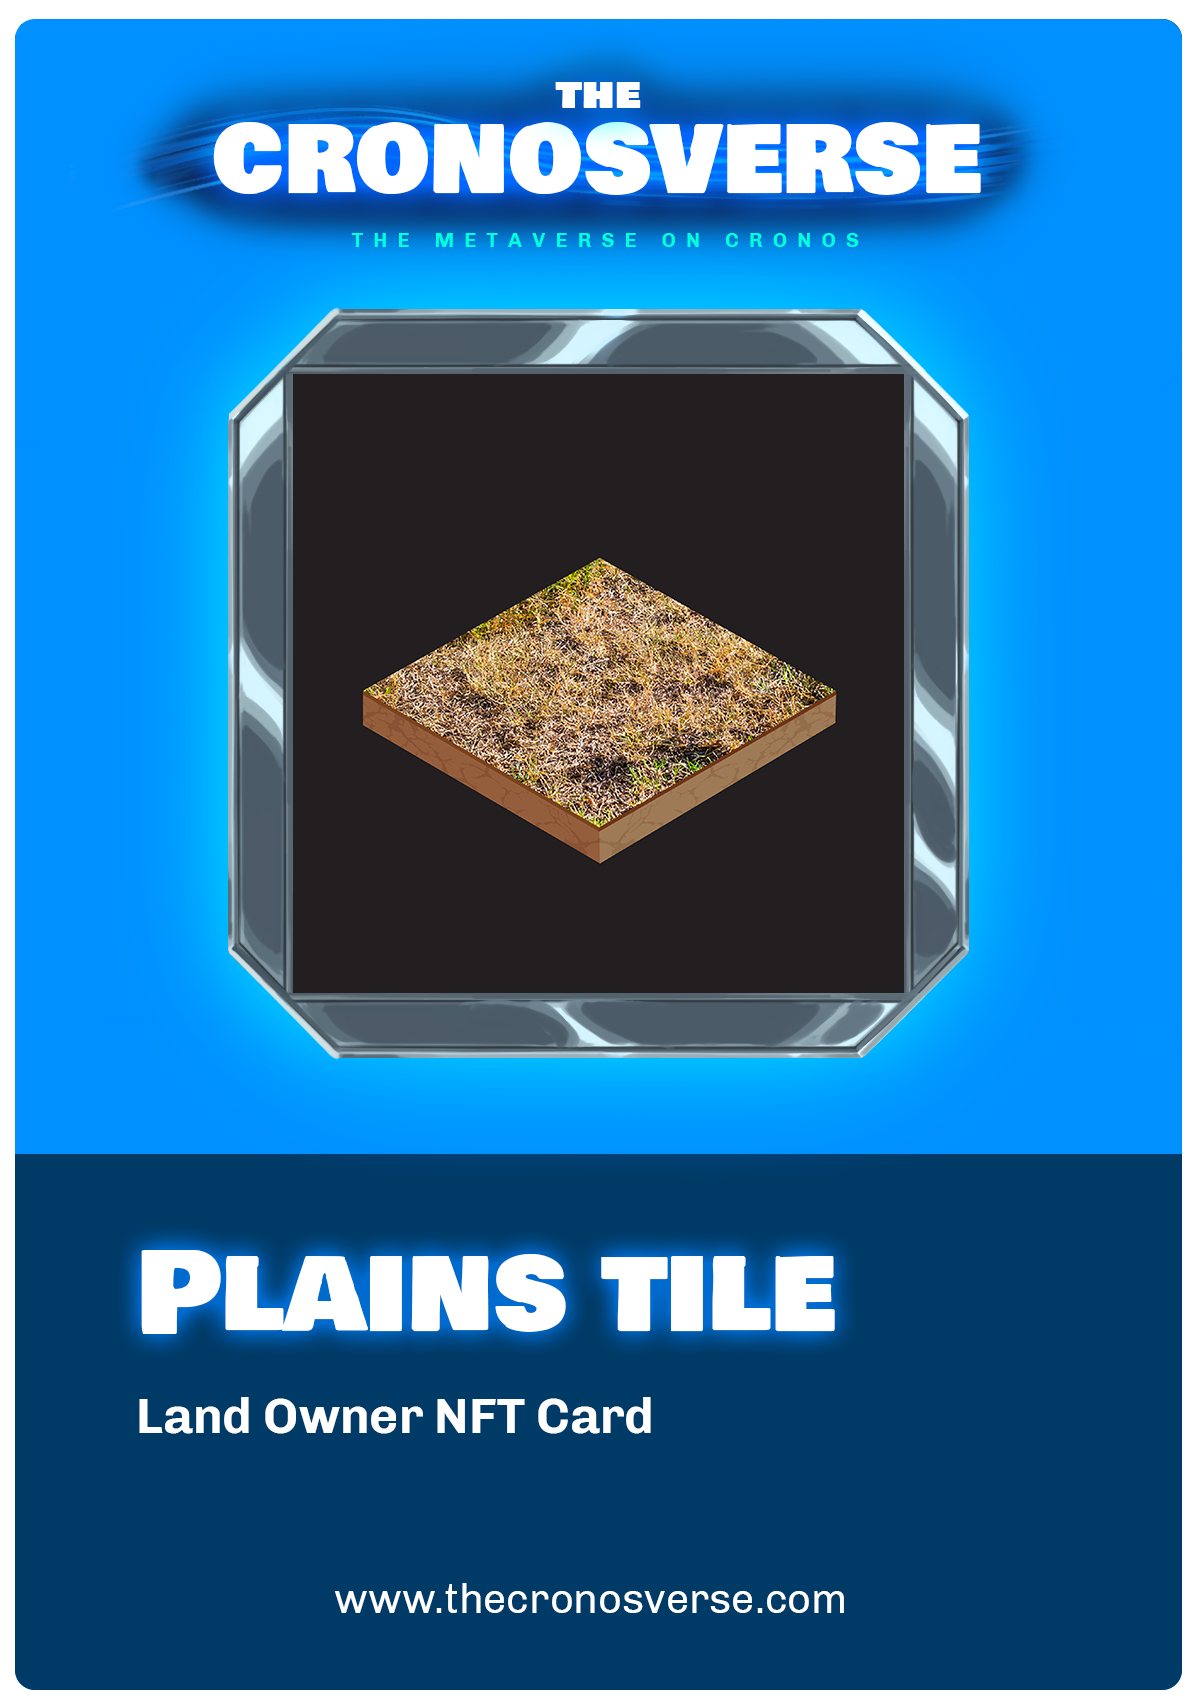 THE
CRONOSVERSE
THE METAVERSE ON CRONOS
PLAINS TILE
Land Owner NFT Card
www.thecronosverse.com